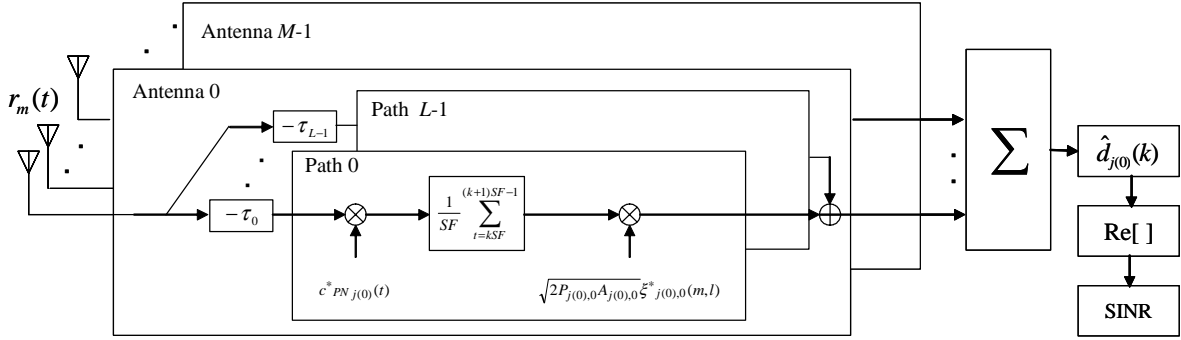 Antenna M-1
Antenna 0
r_m(t)
Path L-1
−τ_{L−1}
Path 0
−τ_0
1/SF ∑_{t=kSF}^{(k+1)SF−1}
c*_{PN j(0)}(t)
√(2P_{j(0),0}A_{j(0),0}) ξ*_{j(0),0}(m,l)
∑
d̂_{j(0)}(k)
Re[ ]
SINR